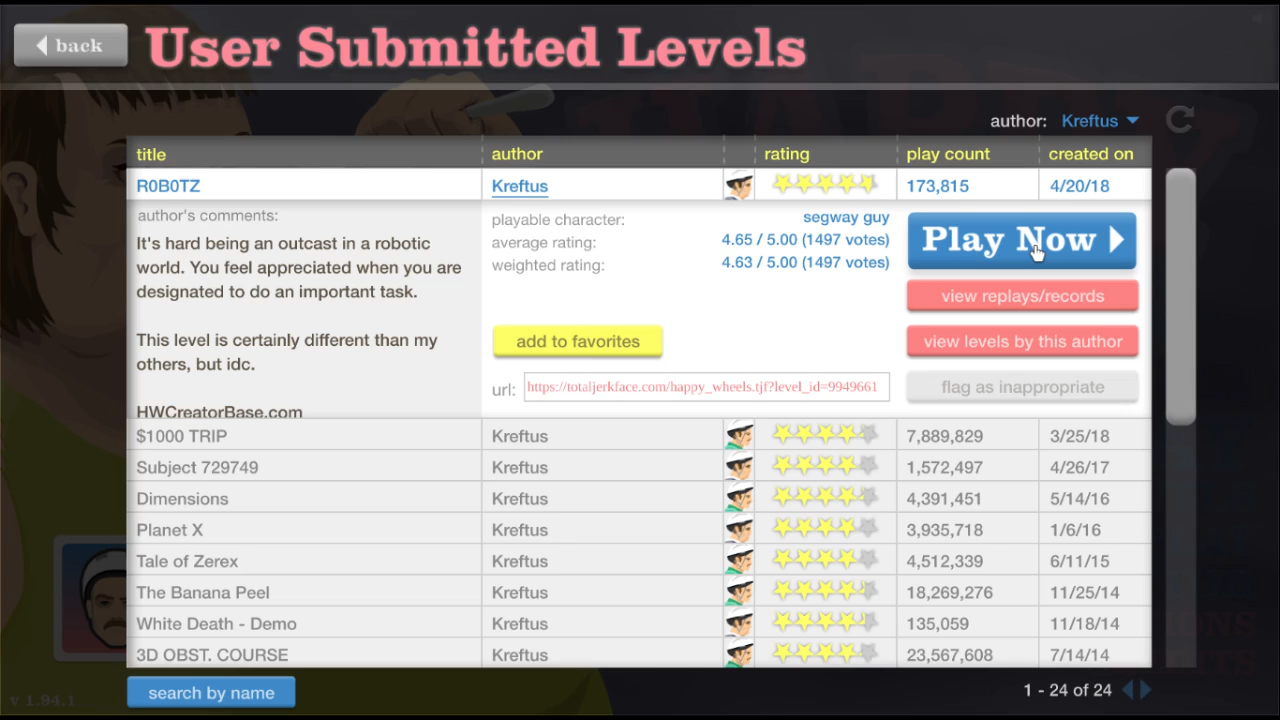 back
User Submitted Levels
author: Kreftus
title author rating play count created on
R0B0TZ Kreftus 173,815 4/20/18
author's comments:
It's hard being an outcast in a robotic
world. You feel appreciated when you are
designated to do an important task.
This level is certainly different than my
others, but idc.
HWCreatorBase.com
playable character: segway guy
average rating: 4.65 / 5.00 (1497 votes)
weighted rating: 4.63 / 5.00 (1497 votes)
add to favorites
url: https://totaljerkface.com/happy_wheels.tjf?level_id=9949661
Play Now
view replays/records
view levels by this author
flag as inappropriate
$1000 TRIP Kreftus 7,889,829 3/25/18
Subject 729749 Kreftus 1,572,497 4/26/17
Dimensions Kreftus 4,391,451 5/14/16
Planet X Kreftus 3,935,718 1/6/16
Tale of Zerex Kreftus 4,512,339 6/11/15
The Banana Peel Kreftus 18,269,276 11/25/14
White Death - Demo Kreftus 135,059 11/18/14
3D OBST. COURSE Kreftus 23,567,608 7/14/14
search by name
1 - 24 of 24
v 1.94.1